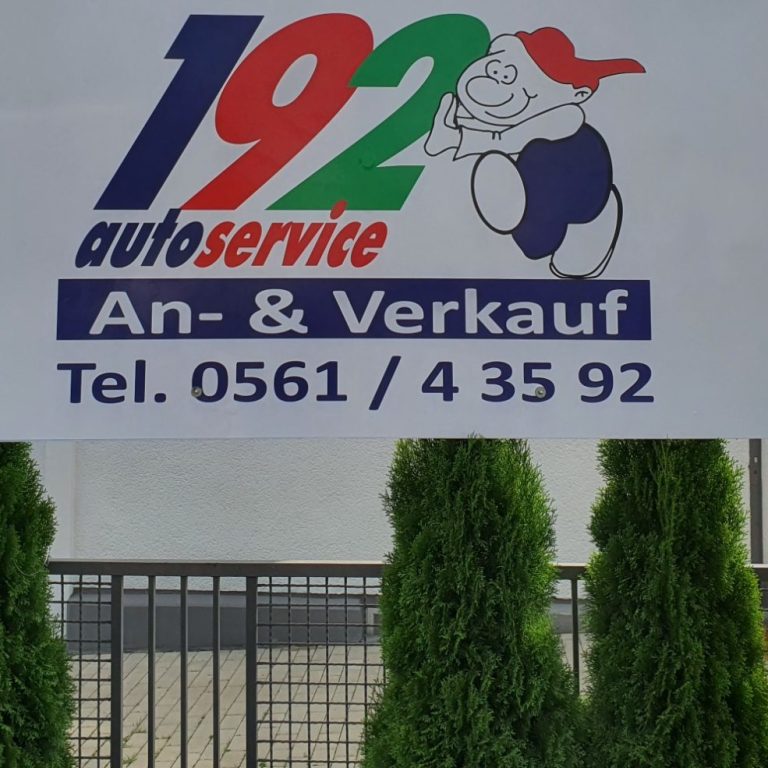 192
autoservice
An- & Verkauf
Tel. 0561 / 4 35 92